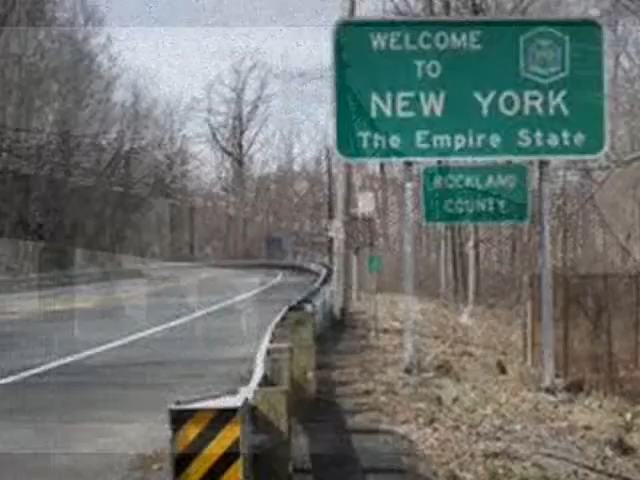 WELCOME
TO
NEW YORK
The Empire State
ROCKLAND
COUNTY